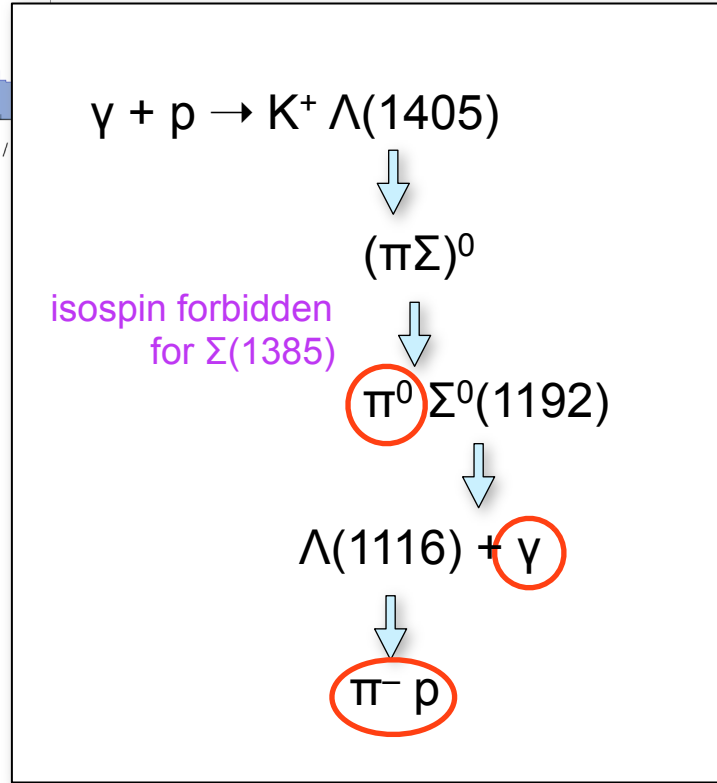 /
γ + p → K⁺ Λ(1405)
(πΣ)⁰
isospin forbidden
for Σ(1385)
π⁰ Σ⁰(1192)
Λ(1116) + γ
π⁻ p